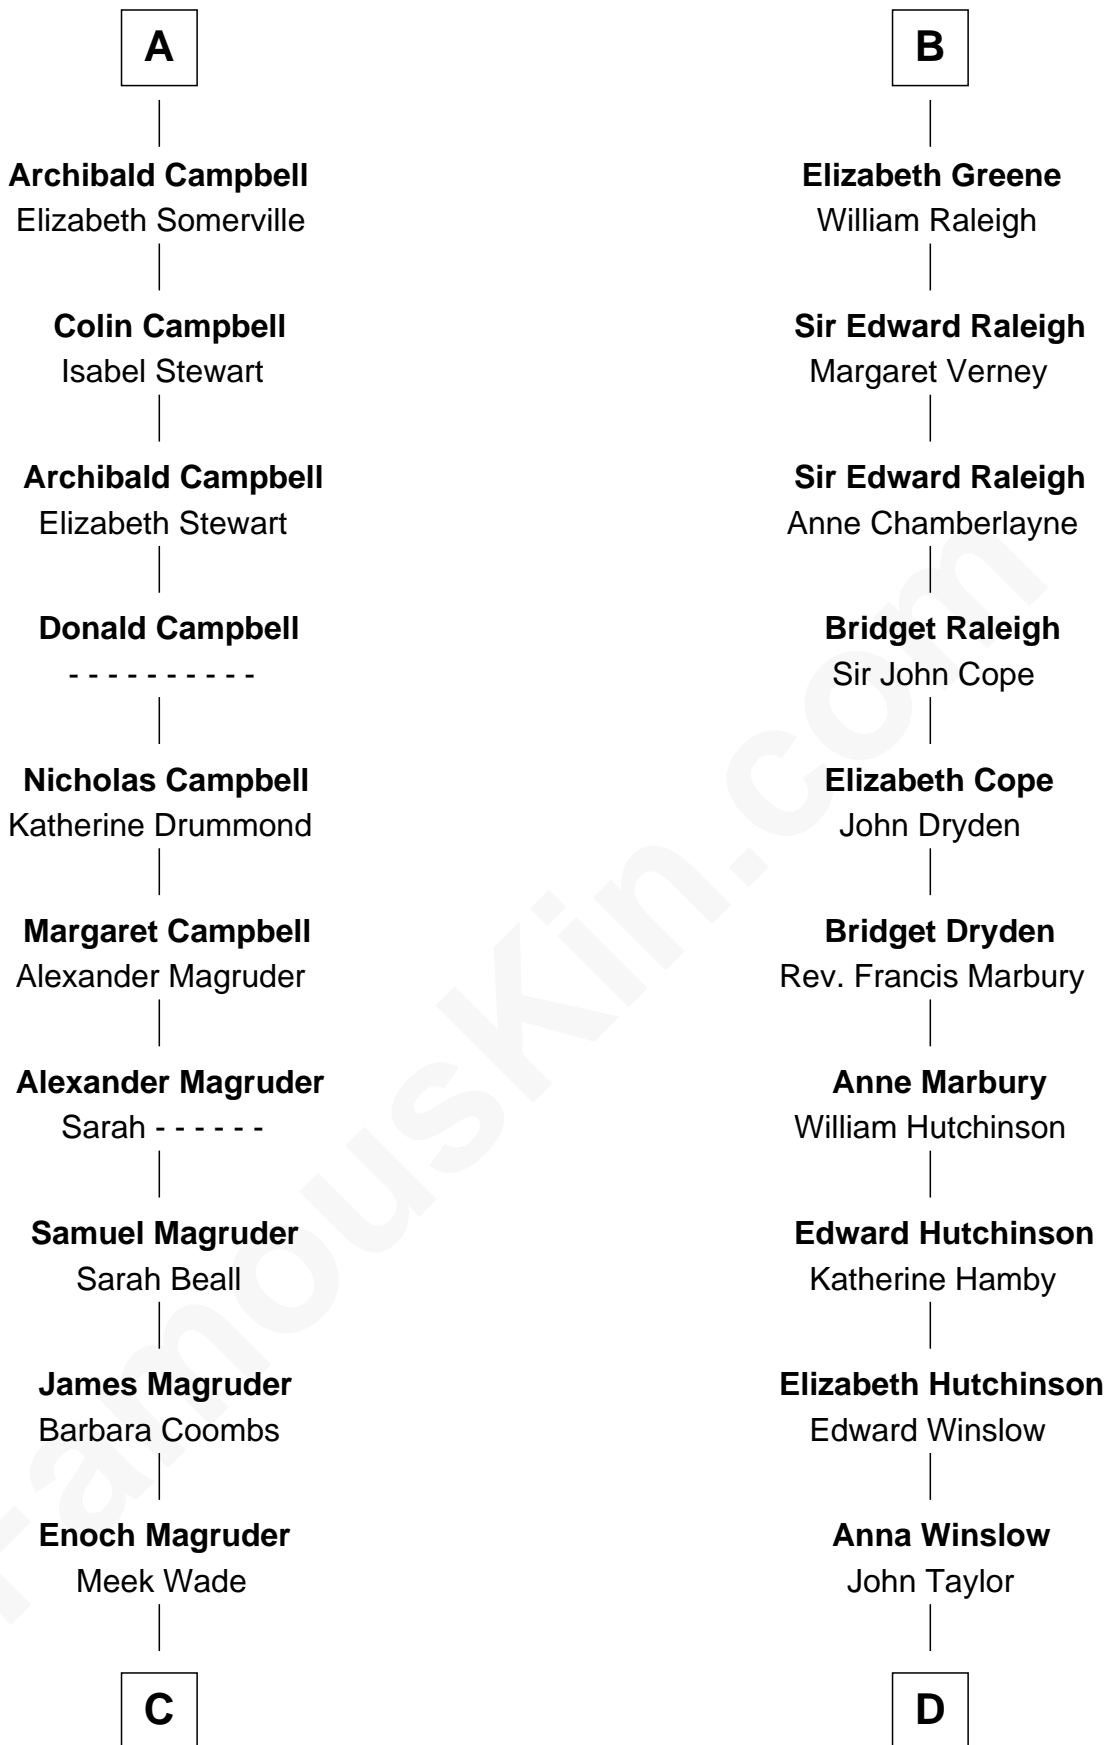 A
Archibald Campbell
Elizabeth Somerville
Colin Campbell
Isabel Stewart
Archibald Campbell
Elizabeth Stewart
Donald Campbell
- - - - - - - - - -
Nicholas Campbell
Katherine Drummond
Margaret Campbell
Alexander Magruder
Alexander Magruder
Sarah - - - - - -
Samuel Magruder
Sarah Beall
James Magruder
Barbara Coombs
Enoch Magruder
Meek Wade
C
B
Elizabeth Greene
William Raleigh
Sir Edward Raleigh
Margaret Verney
Sir Edward Raleigh
Anne Chamberlayne
Bridget Raleigh
Sir John Cope
Elizabeth Cope
John Dryden
Bridget Dryden
Rev. Francis Marbury
Anne Marbury
William Hutchinson
Edward Hutchinson
Katherine Hamby
Elizabeth Hutchinson
Edward Winslow
Anna Winslow
John Taylor
D
FamousKin.com